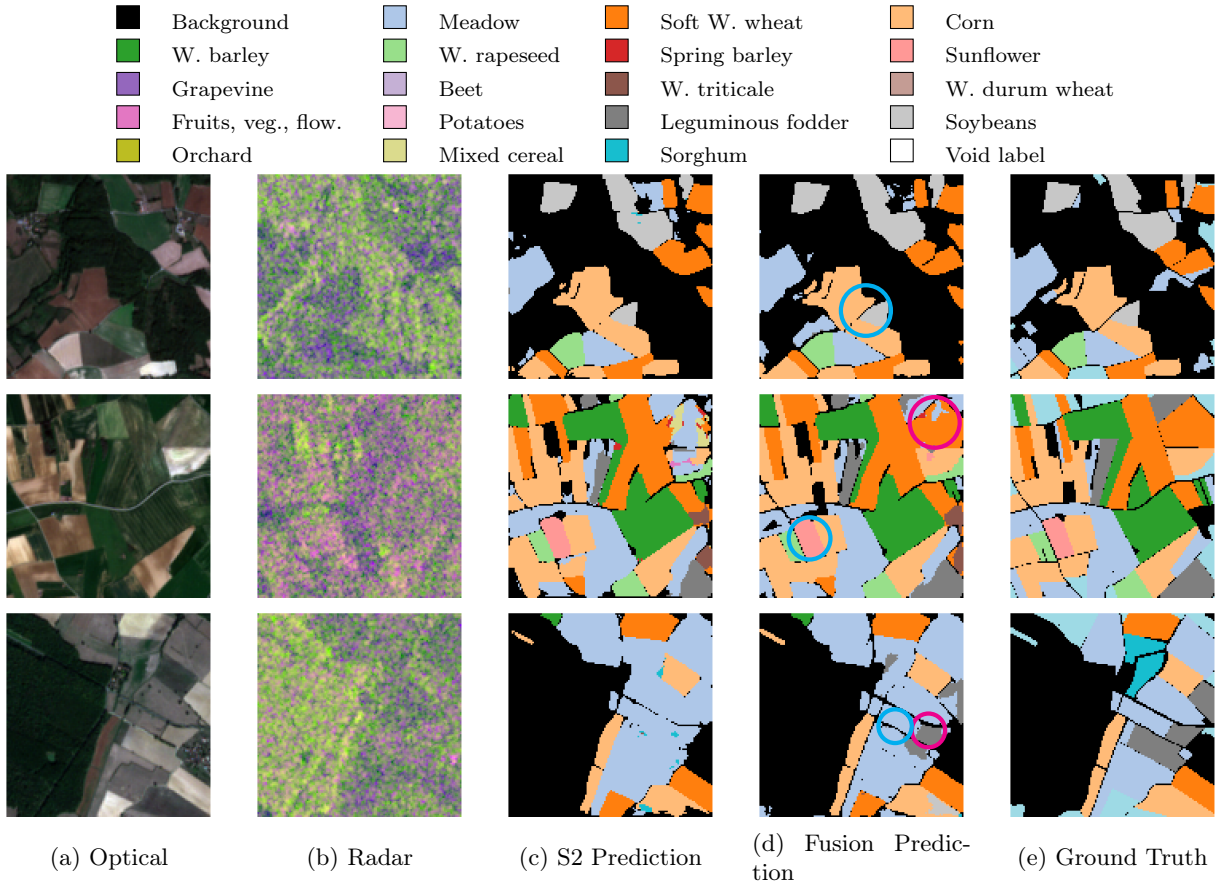 Background Meadow Soft W. wheat Corn
W. barley W. rapeseed Spring barley Sunflower
Grapevine Beet W. triticale W. durum wheat
Fruits, veg., flow. Potatoes Leguminous fodder Soybeans
Orchard Mixed cereal Sorghum Void label
(a) Optical (b) Radar (c) S2 Prediction (d) Fusion Predic-
tion (e) Ground Truth